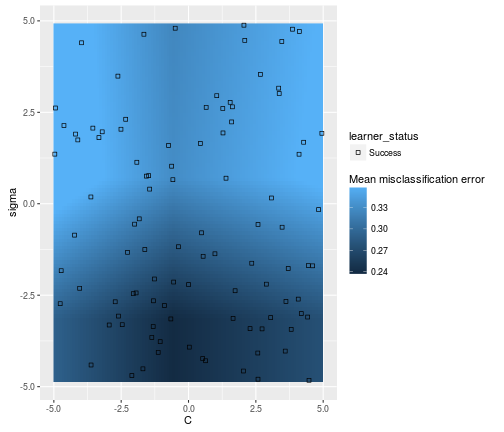 5.0
2.5
0.0
-2.5
-5.0
sigma
-5.0 -2.5 0.0 2.5 5.0
C
learner_status
Success
Mean misclassification error
0.33
0.30
0.27
0.24